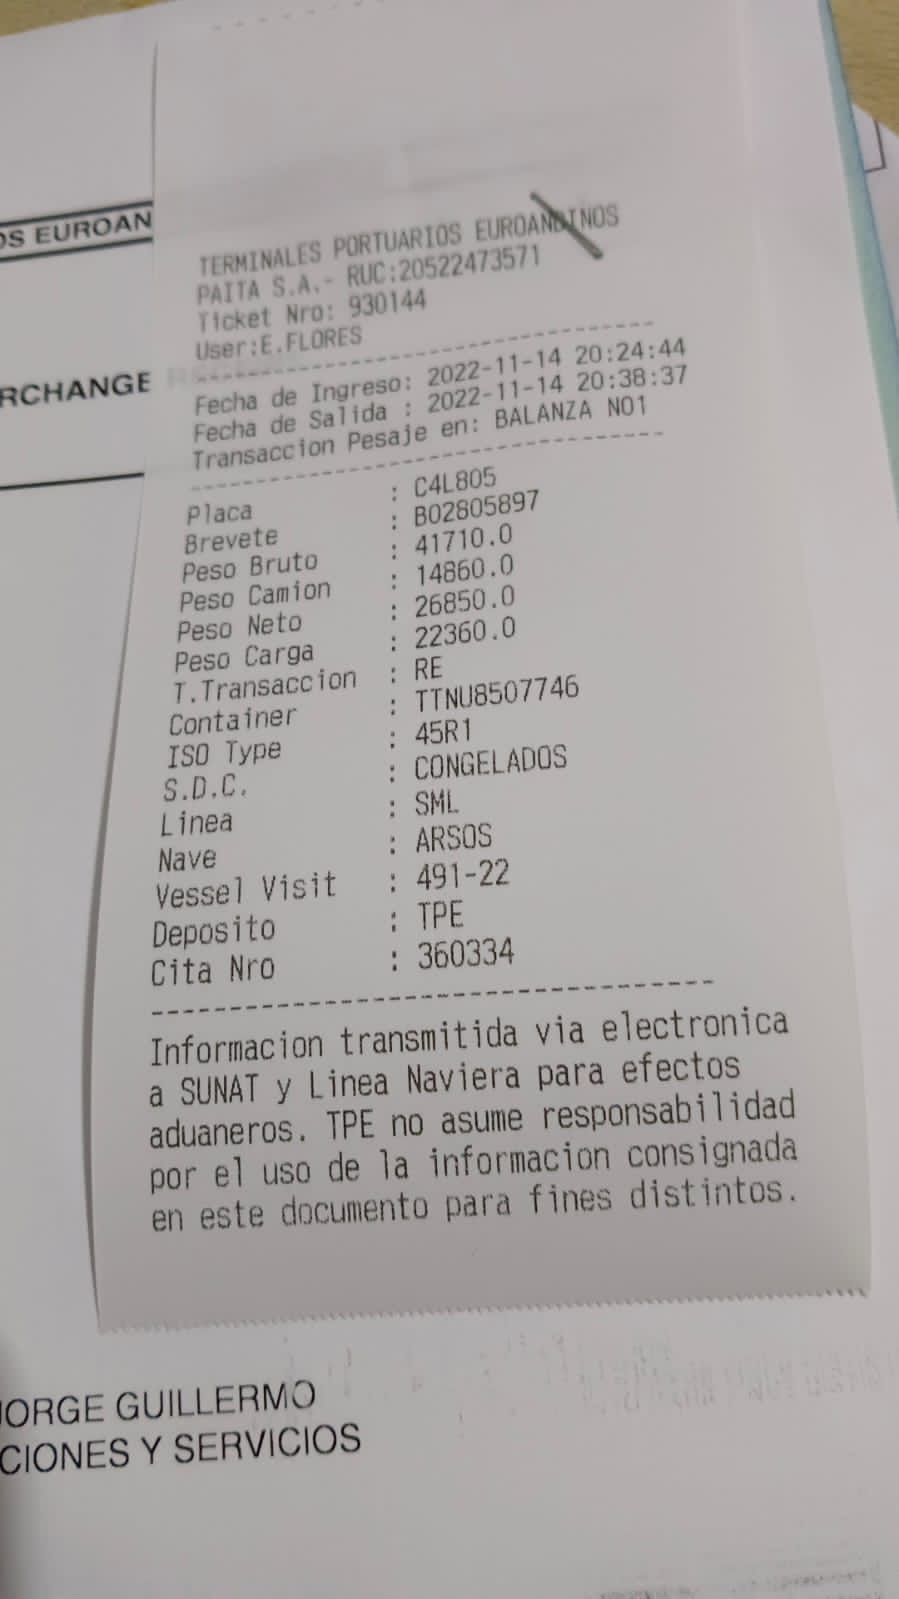 OS EUROAN
RCHANGE
TERMINALES PORTUARIOS EUROANDINOS
PAITA S.A.- RUC:20522473571
Ticket Nro: 930144
User:E.FLORES
Fecha de Ingreso: 2022-11-14 20:24:44
Fecha de Salida : 2022-11-14 20:38:37
Transaccion Pesaje en: BALANZA NO1
Placa : C4L805
Brevete : B02805897
Peso Bruto : 41710.0
Peso Camion : 14860.0
Peso Neto : 26850.0
Peso Carga : 22360.0
T.Transaccion : RE
Container : TTNU8507746
ISO Type : 45R1
S.D.C. : CONGELADOS
Linea : SML
Nave : ARSOS
Vessel Visit : 491-22
Deposito : TPE
Cita Nro : 360334
Informacion transmitida via electronica
a SUNAT y Linea Naviera para efectos
aduaneros. TPE no asume responsabilidad
por el uso de la informacion consignada
en este documento para fines distintos.
JORGE GUILLERMO
CIONES Y SERVICIOS